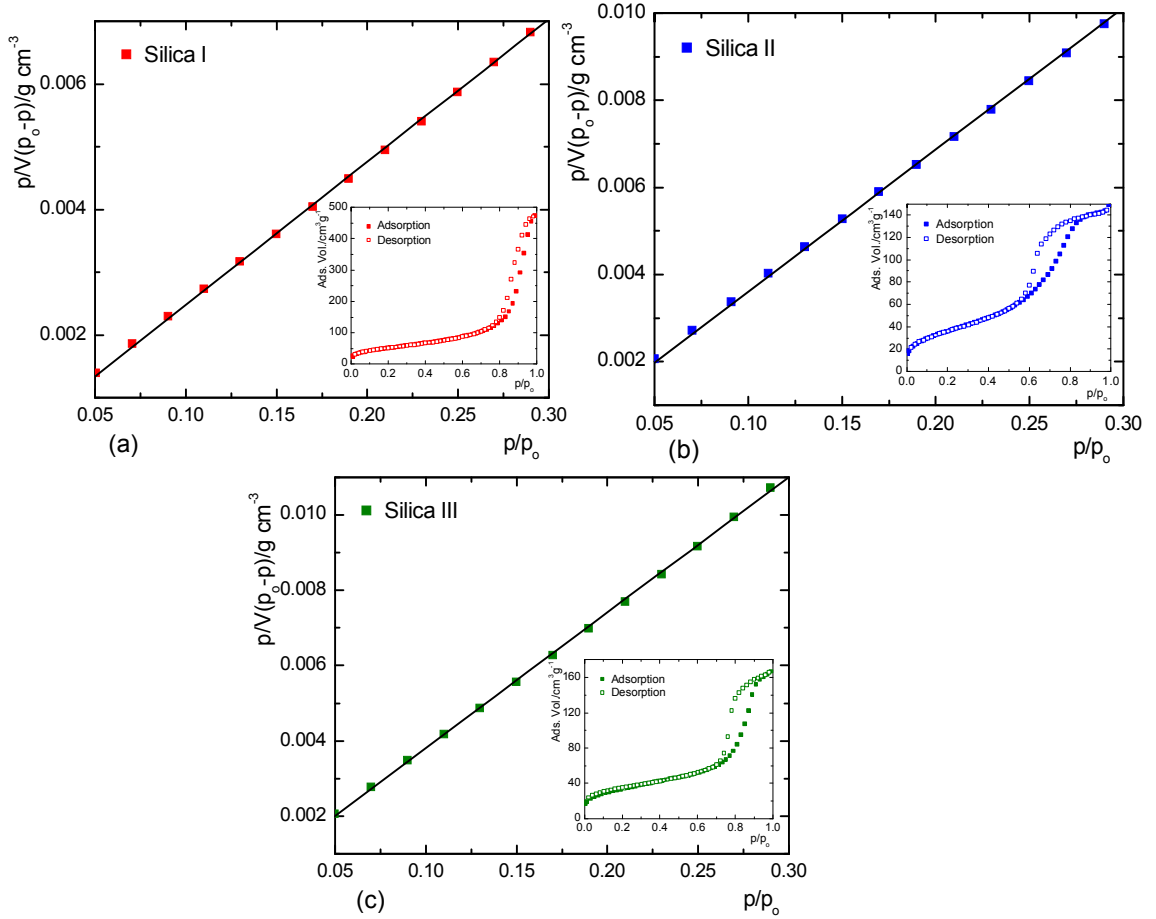 Silica I
p/V(pₒ-p)/g cm⁻³
0.006
0.004
0.002
0.05 0.10 0.15 0.20 0.25 0.30
p/pₒ
(a)
Adsorption
Desorption
Ads. Vol./cm³g⁻¹
500
400
300
200
100
0
0.0 0.2 0.4 0.6 0.8 1.0
p/pₒ
Silica II
p/V(pₒ-p)/g cm⁻³
0.010
0.008
0.006
0.004
0.002
0.05 0.10 0.15 0.20 0.25 0.30
p/pₒ
(b)
Adsorption
Desorption
Ads. Vol./cm³g⁻¹
140
120
100
80
60
40
20
0
0.0 0.2 0.4 0.6 0.8 1.0
p/pₒ
Silica III
p/V(pₒ-p)/g cm⁻³
0.010
0.008
0.006
0.004
0.002
0.05 0.10 0.15 0.20 0.25 0.30
p/pₒ
(c)
Adsorption
Desorption
Ads. Vol./cm³g⁻¹
160
120
80
40
0
0.0 0.2 0.4 0.6 0.8 1.0
p/pₒ